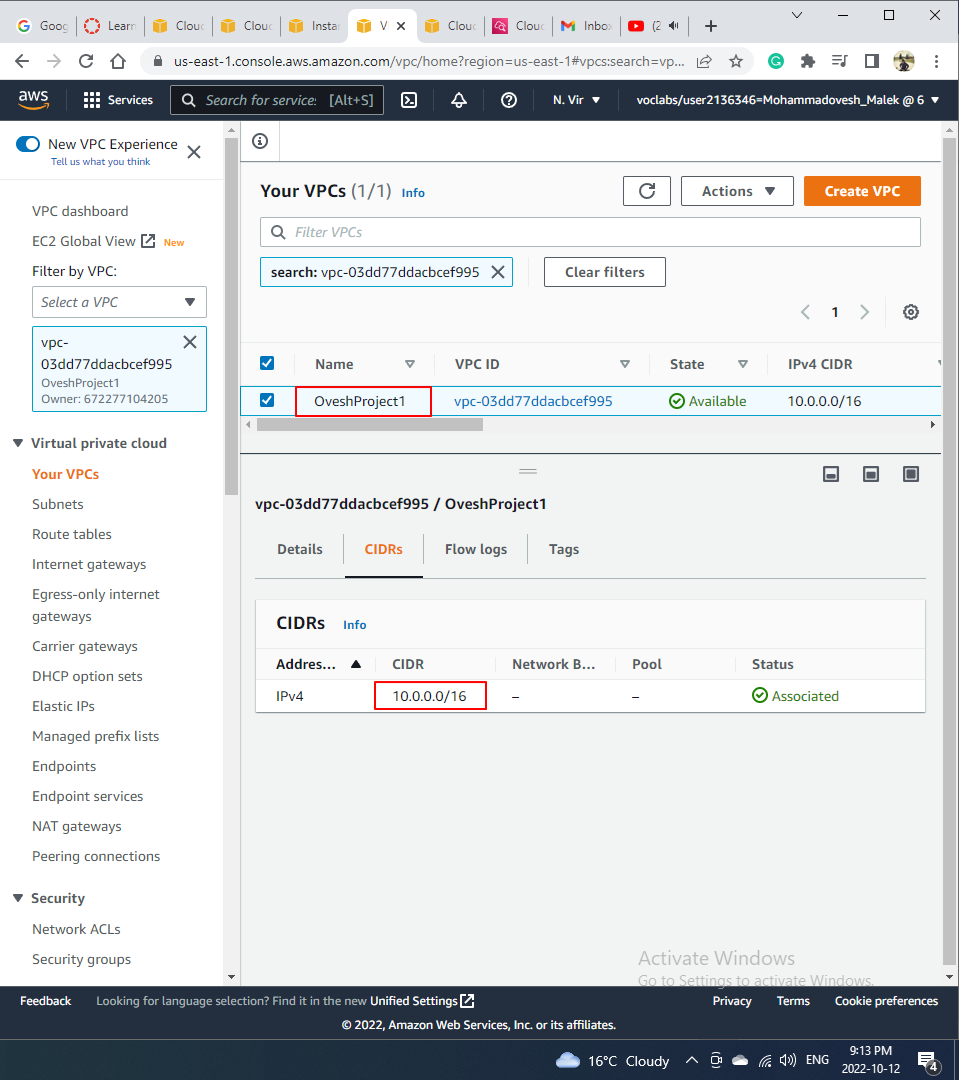 Goog
Learn
Cloud
Cloud
Instan
V
Cloud
Cloud
Inbox
(2
us-east-1.console.aws.amazon.com/vpc/home?region=us-east-1#vpcs:search=vp...
aws
Services
Search for service: [Alt+S]
N. Vir
voclabs/user2136346=Mohammadovesh_Malek @ 6
New VPC Experience
Tell us what you think
VPC dashboard
EC2 Global View New
Filter by VPC:
Select a VPC
vpc-
03dd77ddacbcef995
OveshProject1
Owner: 672277104205
Virtual private cloud
Your VPCs
Subnets
Route tables
Internet gateways
Egress-only internet
gateways
Carrier gateways
DHCP option sets
Elastic IPs
Managed prefix lists
Endpoints
Endpoint services
NAT gateways
Peering connections
Security
Network ACLs
Security groups
Your VPCs (1/1) Info
Actions
Create VPC
Filter VPCs
search: vpc-03dd77ddacbcef995
Clear filters
1
Name VPC ID State IPv4 CIDR
OveshProject1 vpc-03dd77ddacbcef995 Available 10.0.0.0/16
vpc-03dd77ddacbcef995 / OveshProject1
Details CIDRs Flow logs Tags
CIDRs Info
Addres... CIDR Network B... Pool Status
IPv4 10.0.0.0/16 – – Associated
Activate Windows
Go to Settings to activate Windows.
Feedback Looking for language selection? Find it in the new Unified Settings Privacy Terms Cookie preferences
© 2022, Amazon Web Services, Inc. or its affiliates.
16°C Cloudy ENG
9:13 PM
2022-10-12
4